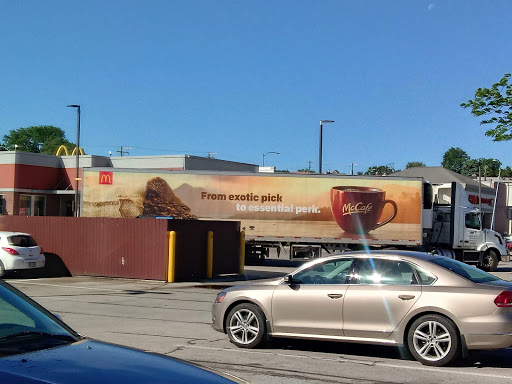 From exotic pick
to essential perk.
McCafé